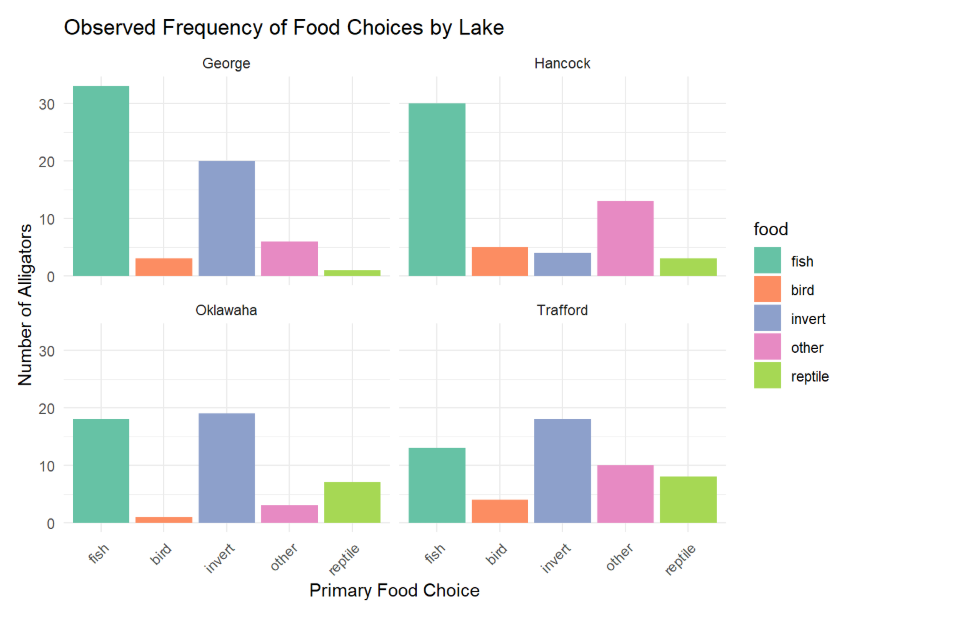 Observed Frequency of Food Choices by Lake
George
Hancock
30
20
10
0
Oklawaha
Trafford
30
20
10
0
Number of Alligators
fish
bird
invert
other
reptile
fish
bird
invert
other
reptile
Primary Food Choice
food
fish
bird
invert
other
reptile